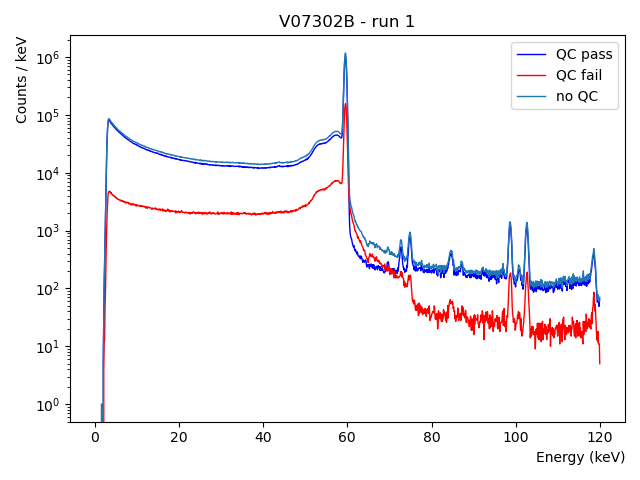 V07302B - run 1
Counts / keV
10^6
10^5
10^4
10^3
10^2
10^1
10^0
QC pass
QC fail
no QC
0 20 40 60 80 100 120
Energy (keV)